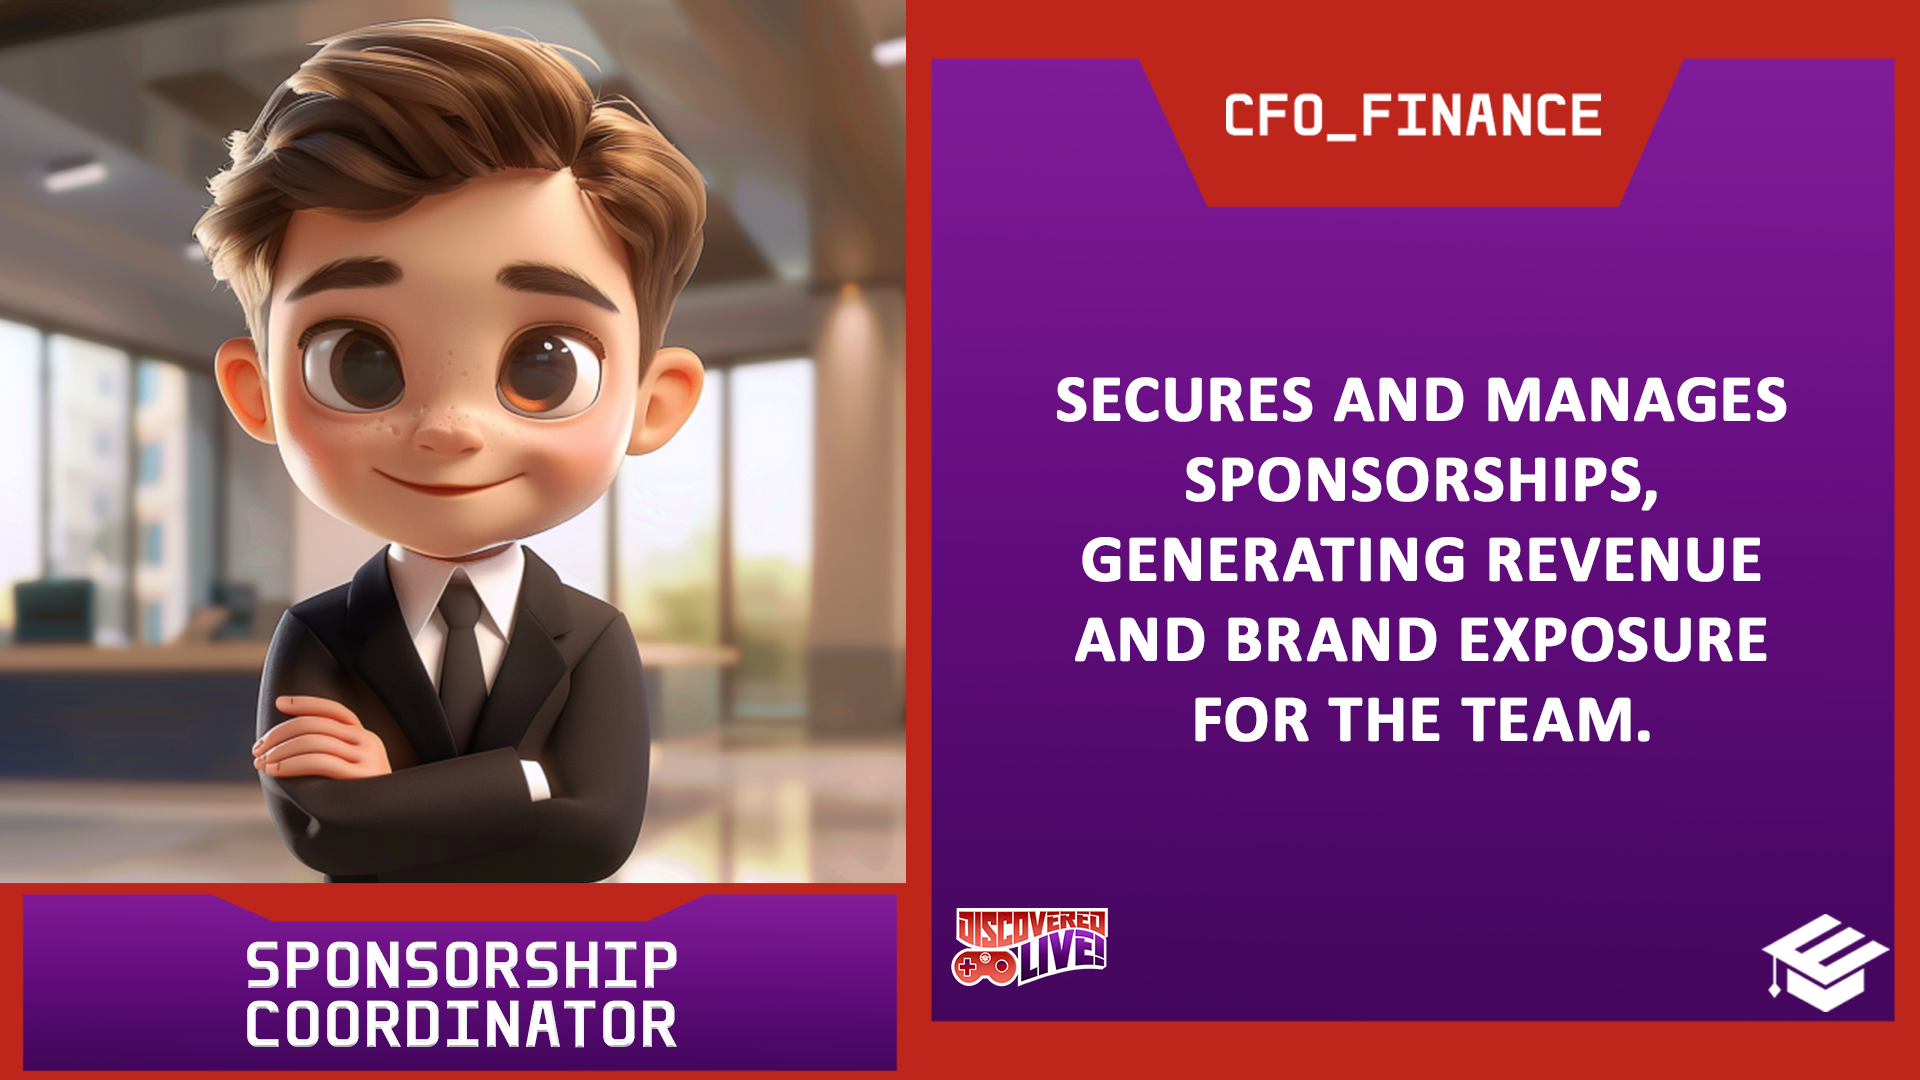 CFO_FINANCE
SECURES AND MANAGES
SPONSORSHIPS,
GENERATING REVENUE
AND BRAND EXPOSURE
FOR THE TEAM.
SPONSORSHIP
COORDINATOR
DISCOVERED
LIVE!